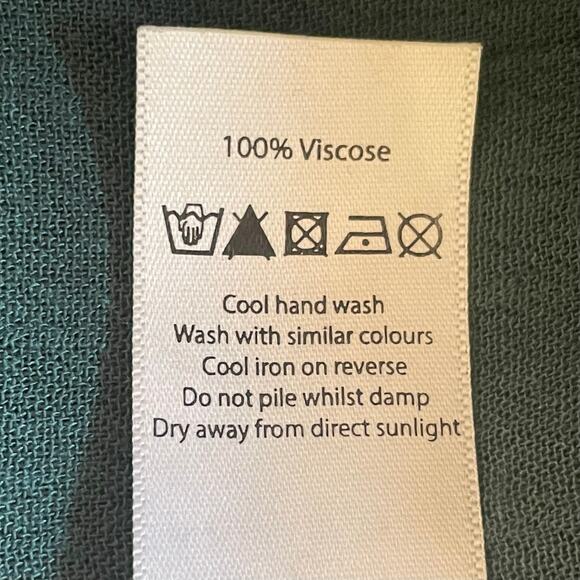 100% Viscose
Cool hand wash
Wash with similar colours
Cool iron on reverse
Do not pile whilst damp
Dry away from direct sunlight